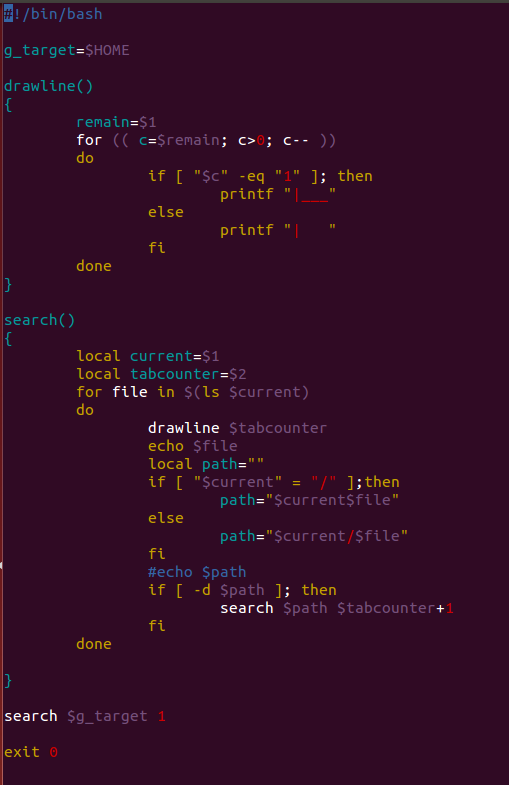 #!/bin/bash

g_target=$HOME

drawline()
{
        remain=$1
        for (( c=$remain; c>0; c-- ))
        do
                if [ "$c" -eq "1" ]; then
                        printf "|___"
                else
                        printf "|   "
                fi
        done
}

search()
{
        local current=$1
        local tabcounter=$2
        for file in $(ls $current)
        do
                drawline $tabcounter
                echo $file
                local path=""
                if [ "$current" = "/" ];then
                        path="$current$file"
                else
                        path="$current/$file"
                fi
                #echo $path
                if [ -d $path ]; then
                        search $path $tabcounter+1
                fi
        done

}

search $g_target 1

exit 0